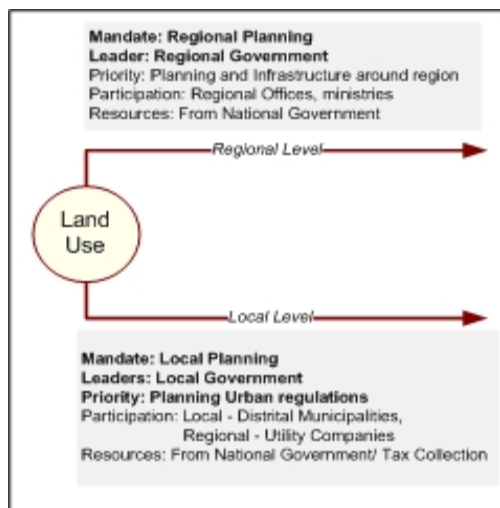 Mandate: Regional Planning
Leader: Regional Government
Priority: Planning and Infrastructure around region
Participation: Regional Offices, ministries
Resources: From National Government
Regional Level
Land
Use
Local Level
Mandate: Local Planning
Leaders: Local Government
Priority: Planning Urban regulations
Participation: Local - Distrital Municipalities,
Regional - Utility Companies
Resources: From National Government/ Tax Collection